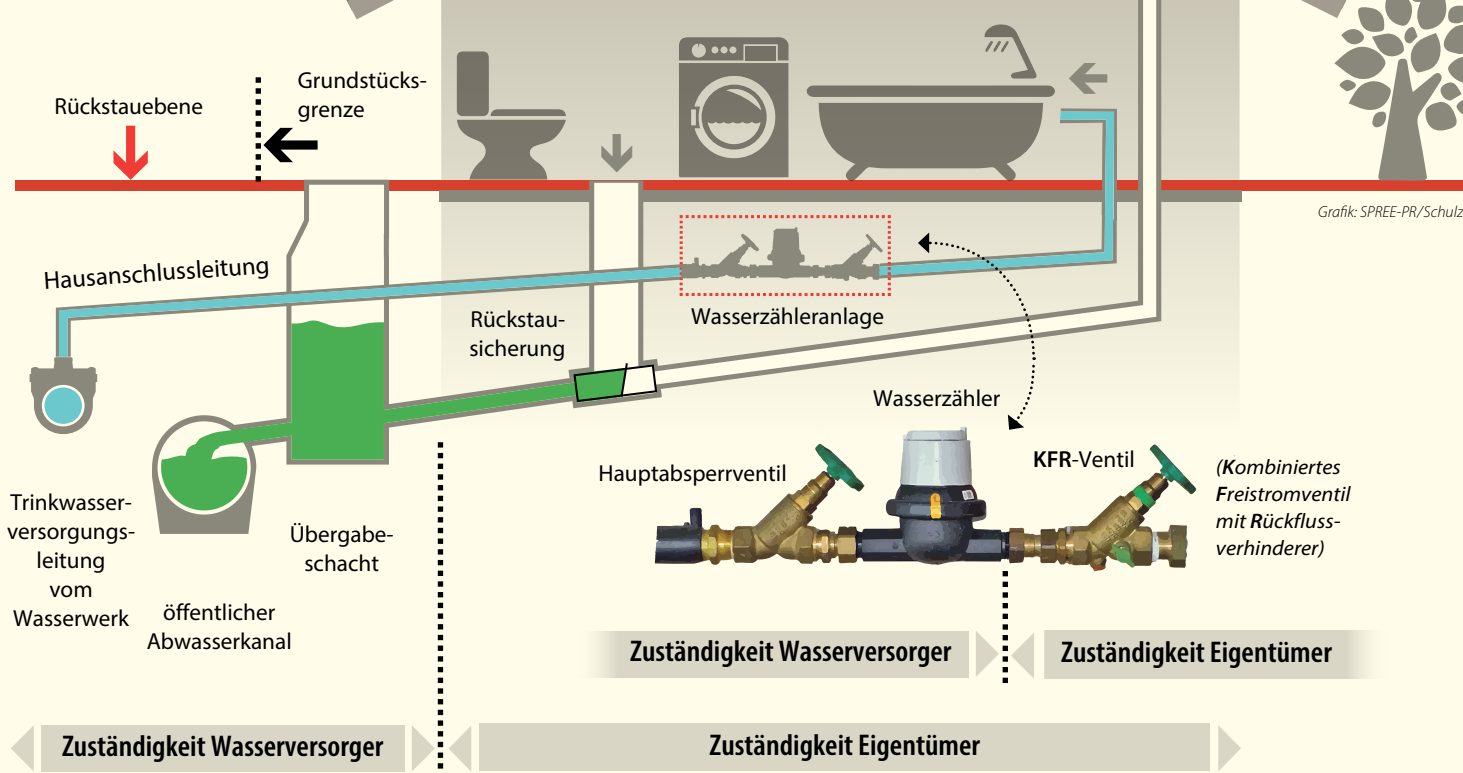 Rückstauebene
Grundstücks-
grenze
Grafik: SPREE-PR/Schulz
Hausanschlussleitung
Rückstau-
sicherung
Wasserzähleranlage
Wasserzähler
Hauptabsperrventil
KFR-Ventil
(Kombiniertes
Freistromventil
mit Rückfluss-
verhinderer)
Trinkwasser-
versorgungs-
leitung
vom
Wasserwerk
Übergabe-
schacht
öffentlicher
Abwasserkanal
Zuständigkeit Wasserversorger
Zuständigkeit Eigentümer
Zuständigkeit Wasserversorger
Zuständigkeit Eigentümer